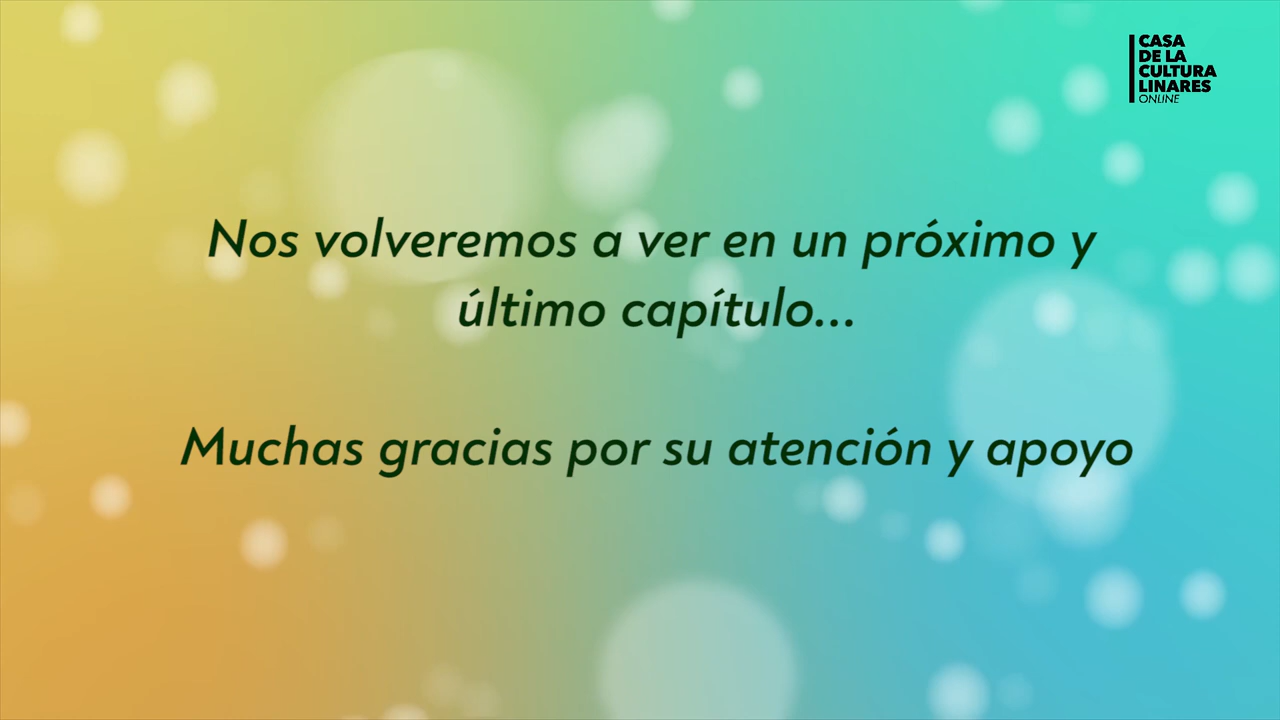 CASA
DE LA
CULTURA
LINARES
ONLINE
Nos volveremos a ver en un próximo y
último capítulo...
Muchas gracias por su atención y apoyo